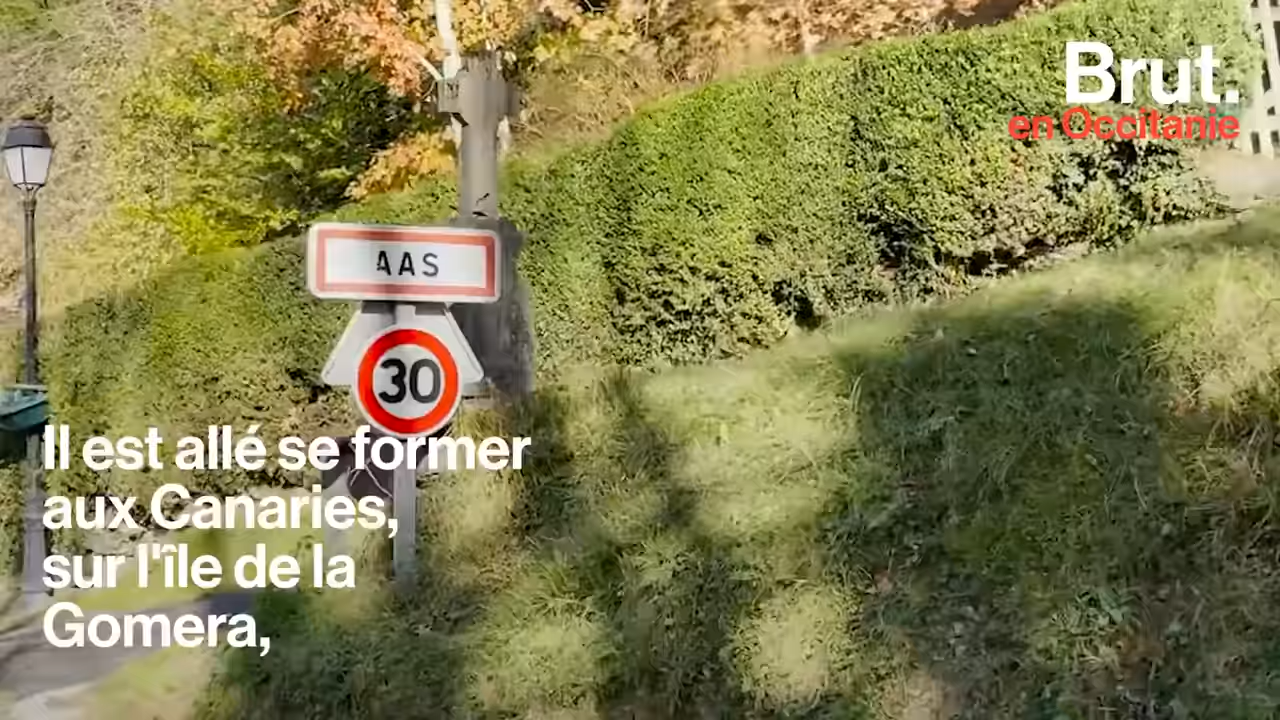 Brut.
en Occitanie
AAS
30
Il est allé se former
aux Canaries,
sur l'île de la
Gomera,